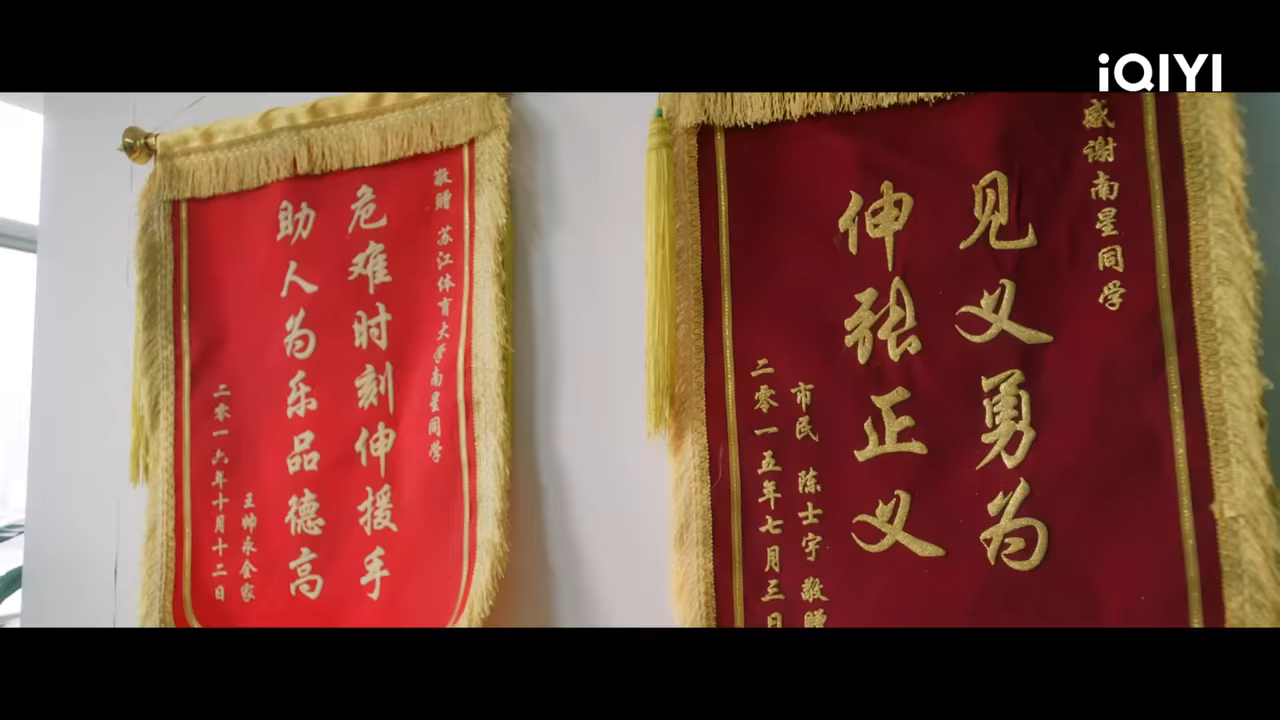 iQIYI
敬赠 苏江体育大学南星同学
危难时刻伸援手
助人为乐品德高
王帅永全家
二零一六年十月十二日
感谢南星同学
见义勇为
伸张正义
市民 陈士宇 敬赠
二零一五年七月三日